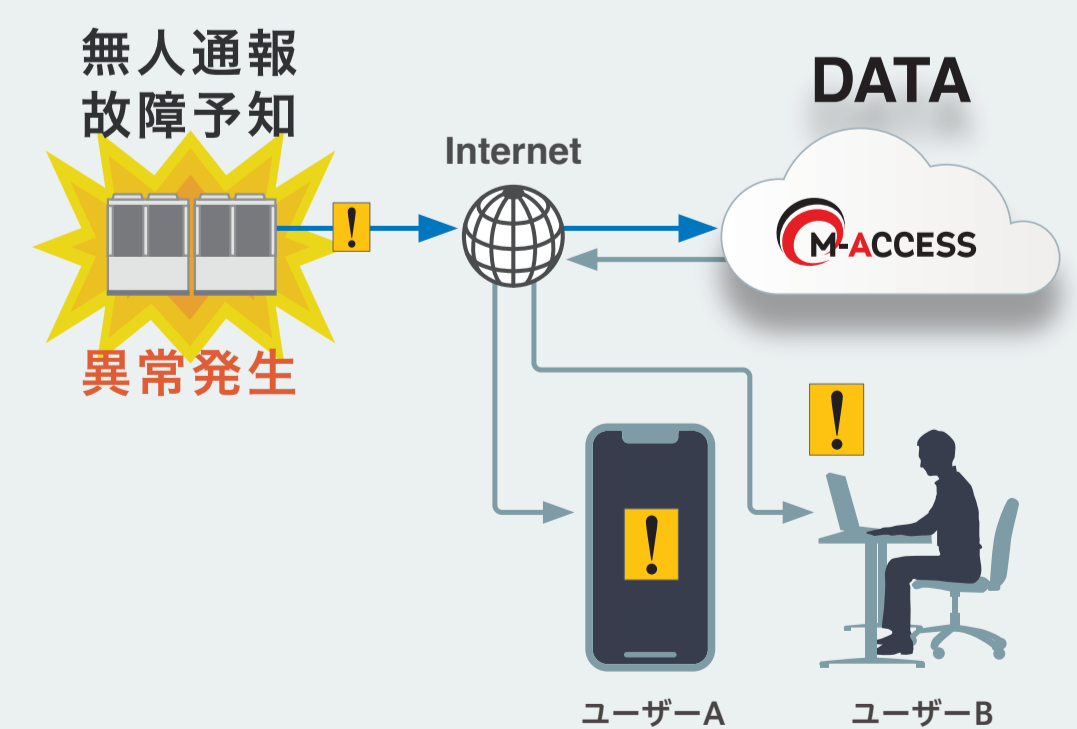 無人通報
故障予知
異常発生
!
Internet
DATA
M-ACCESS
!
!
ユーザーA
ユーザーB